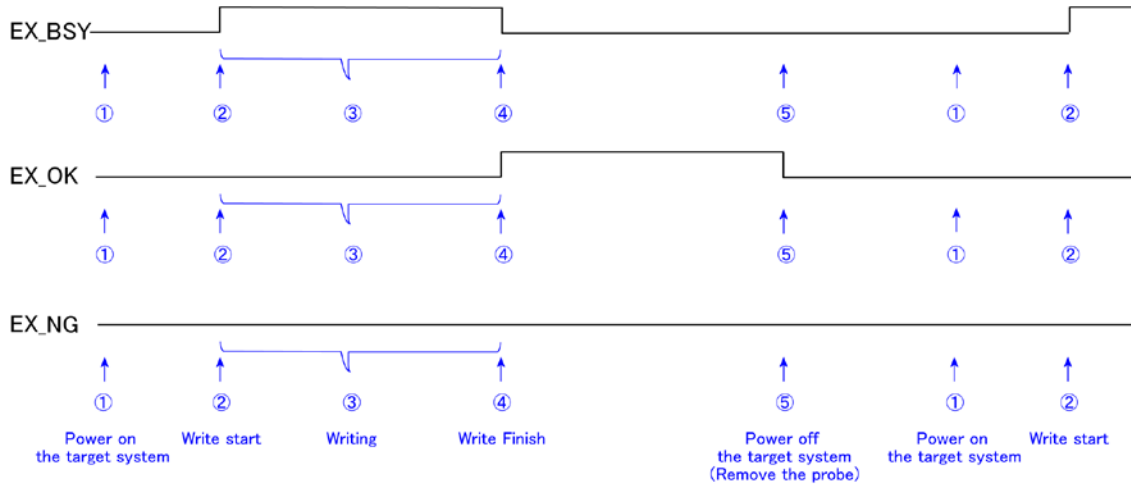 EX_BSY
① ② ③ ④ ⑤ ① ②
EX_OK
① ② ③ ④ ⑤ ① ②
EX_NG
① ② ③ ④ ⑤ ① ②
Power on
the target system
Write start
Writing
Write Finish
Power off
the target system
(Remove the probe)
Power on
the target system
Write start